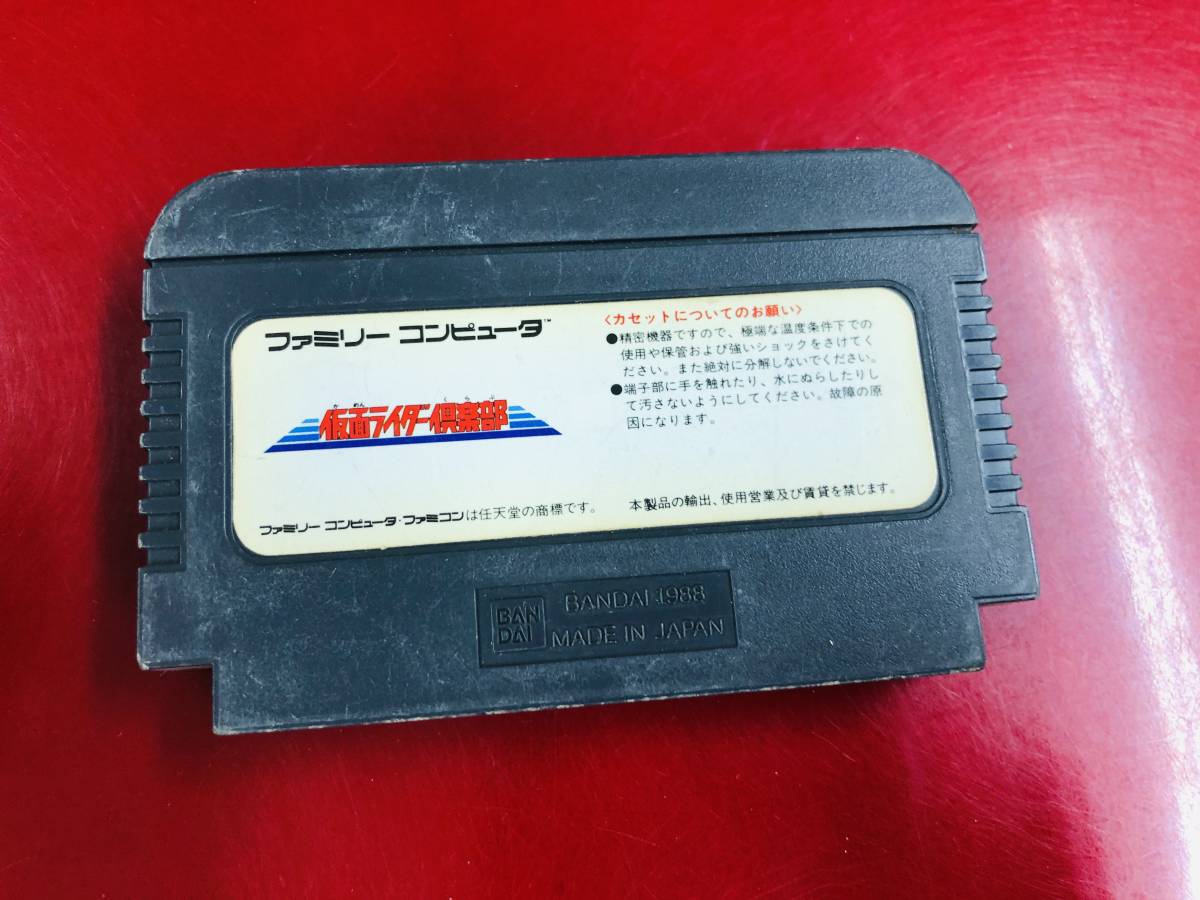 ファミリー コンピュータ™
かめん くらぶ
仮面ライダー倶楽部
〈カセットについてのお願い〉
●精密機器ですので、極端な温度条件下での
使用や保管および強いショックをさけてく
ださい。また絶対に分解しないでください。
●端子部に手を触れたり、水にぬらしたりし
て汚さないようにしてください。故障の原
因になります。
ファミリー コンピュータ・ファミコンは任天堂の商標です。
本製品の輸出、使用営業及び賃貸を禁じます。
BAN
DAI
BANDAI 1988
MADE IN JAPAN